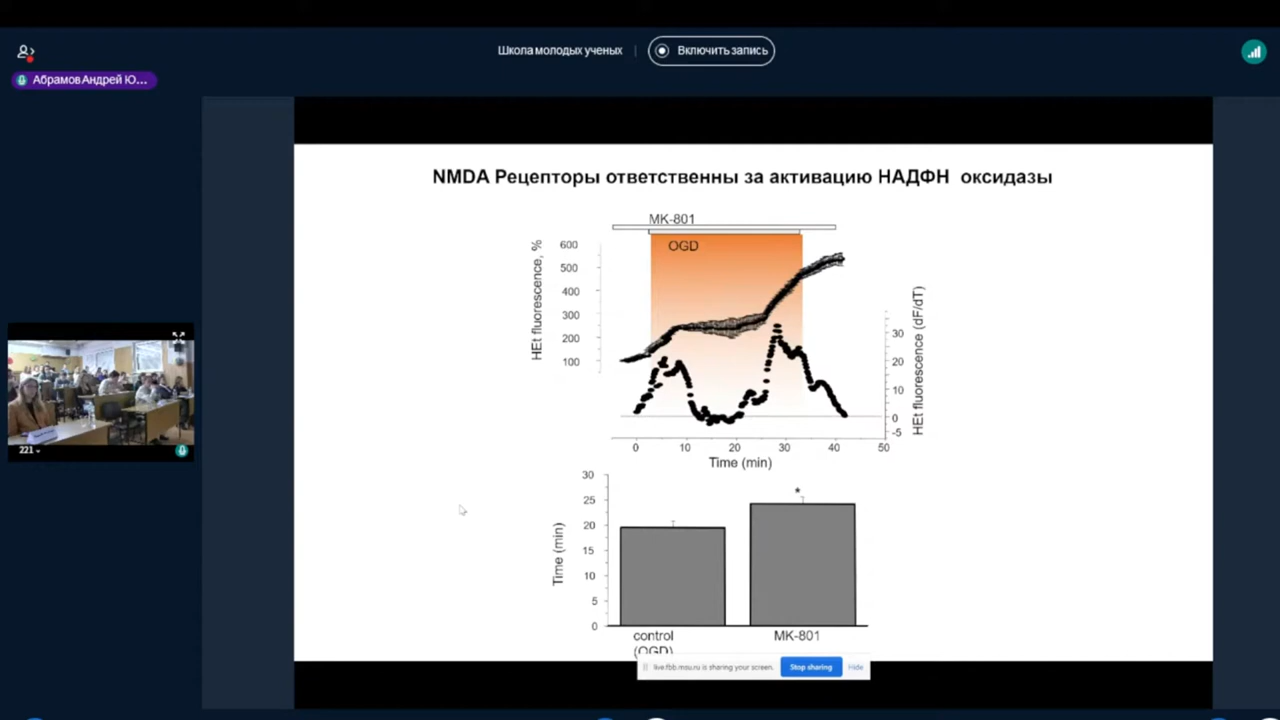 Школа молодых ученых
Включить запись
Абрамов Андрей Ю...
NMDA Рецепторы ответственны за активацию НАДФН оксидазы
MK-801
OGD
HEt fluorescence, %
600
500
400
300
200
100
HEt fluorescence (dF/dT)
30
20
10
0
-5
0 10 20 30 40 50
Time (min)
Time (min)
30
25
20
15
10
5
0
*
control
(OGD)
MK-801
live.fbb.msu.ru is sharing your screen.
Stop sharing
Hide
221